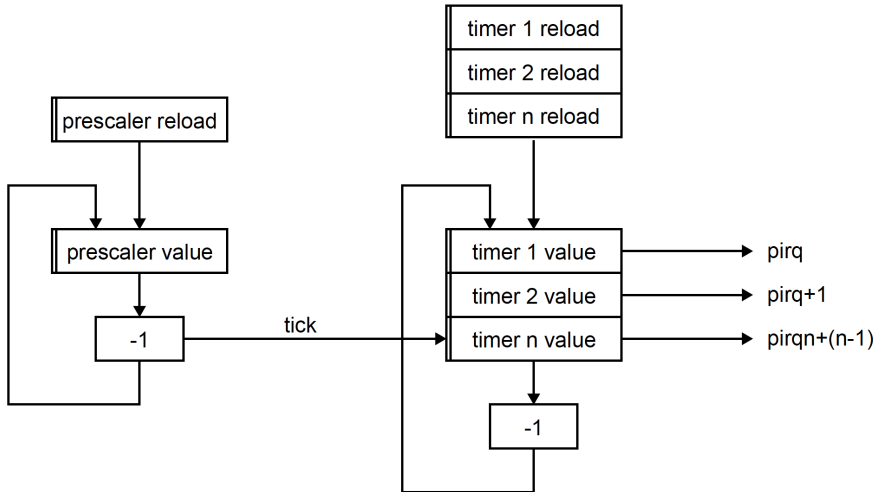 timer 1 reload
timer 2 reload
timer n reload
prescaler reload
prescaler value
timer 1 value
pirq
timer 2 value
pirq+1
-1
tick
timer n value
pirqn+(n-1)
-1